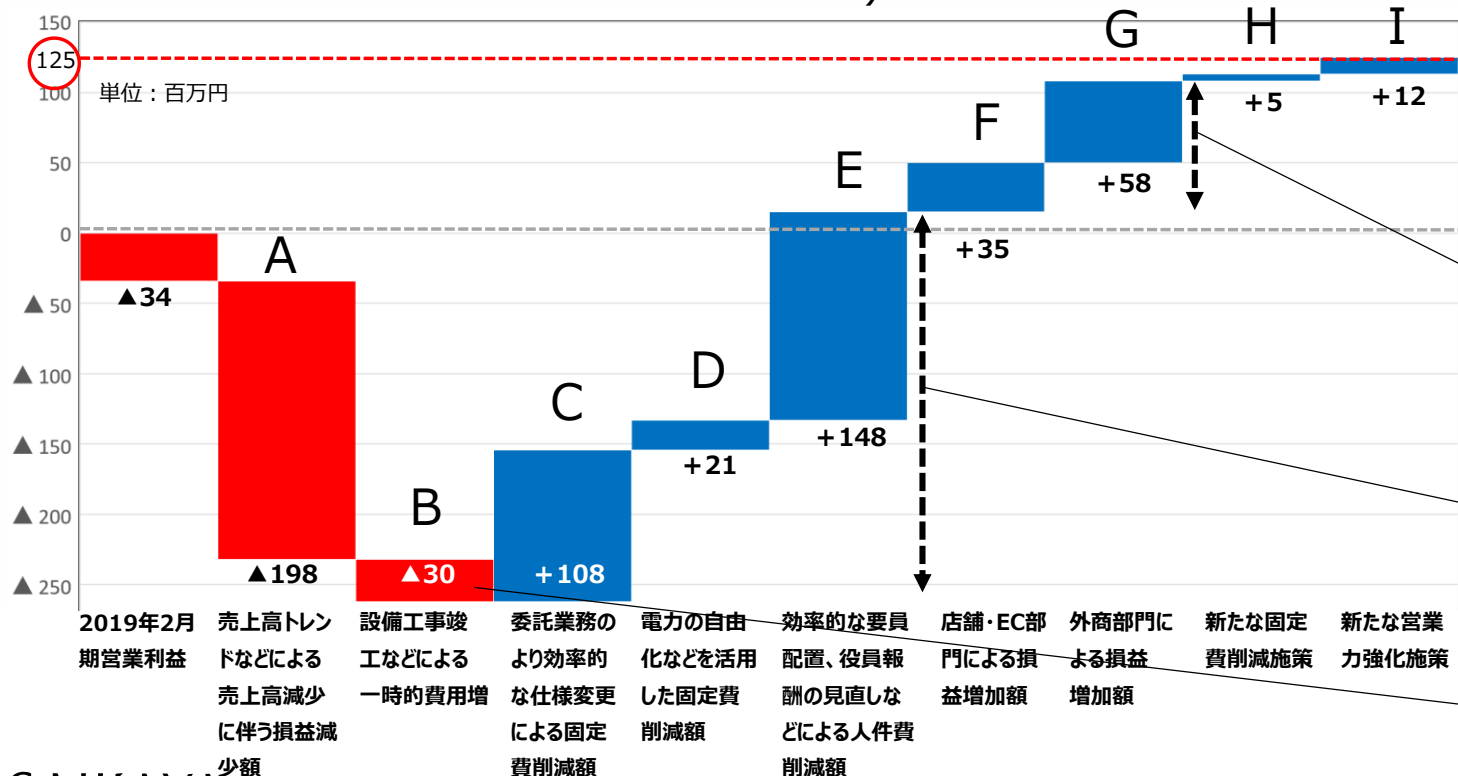 150
125
100
50
0
▲ 50
▲ 100
▲ 150
▲ 200
▲ 250
単位：百万円
A
B
C
D
E
F
G
H
I
▲34
▲198
▲30
+108
+21
+148
+35
+58
+5
+12
2019年2月
期営業利益
売上高トレン
ドなどによる
売上高減少
に伴う損益減
少額
設備工事竣
工などによる
一時的費用増
委託業務の
より効率的
な仕様変更
による固定
費削減額
電力の自由
化などを活用
した固定費
削減額
効率的な要員
配置、役員報
酬の見直しな
どによる人件費
削減額
店舗・EC部
門による損
益増加額
外商部門に
よる損益
増加額
新たな固定
費削減施策
新たな営業
力強化施策